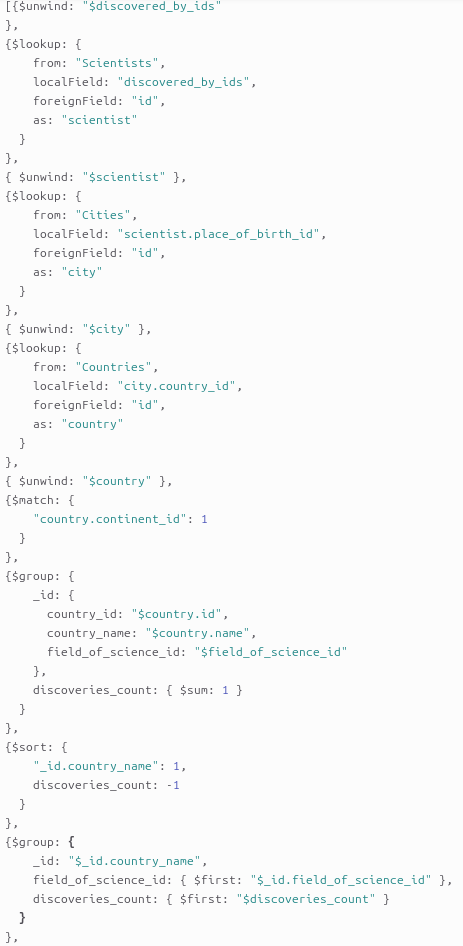 [{$unwind: "$discovered_by_ids"
},
{$lookup: {
    from: "Scientists",
    localField: "discovered_by_ids",
    foreignField: "id",
    as: "scientist"
  }
},
{ $unwind: "$scientist" },
{$lookup: {
    from: "Cities",
    localField: "scientist.place_of_birth_id",
    foreignField: "id",
    as: "city"
  }
},
{ $unwind: "$city" },
{$lookup: {
    from: "Countries",
    localField: "city.country_id",
    foreignField: "id",
    as: "country"
  }
},
{ $unwind: "$country" },
{$match: {
    "country.continent_id": 1
  }
},
{$group: {
    _id: {
      country_id: "$country.id",
      country_name: "$country.name",
      field_of_science_id: "$field_of_science_id"
    },
    discoveries_count: { $sum: 1 }
  }
},
{$sort: {
    "_id.country_name": 1,
    discoveries_count: -1
  }
},
{$group: {
    _id: "$_id.country_name",
    field_of_science_id: { $first: "$_id.field_of_science_id" },
    discoveries_count: { $first: "$discoveries_count" }
  }
},